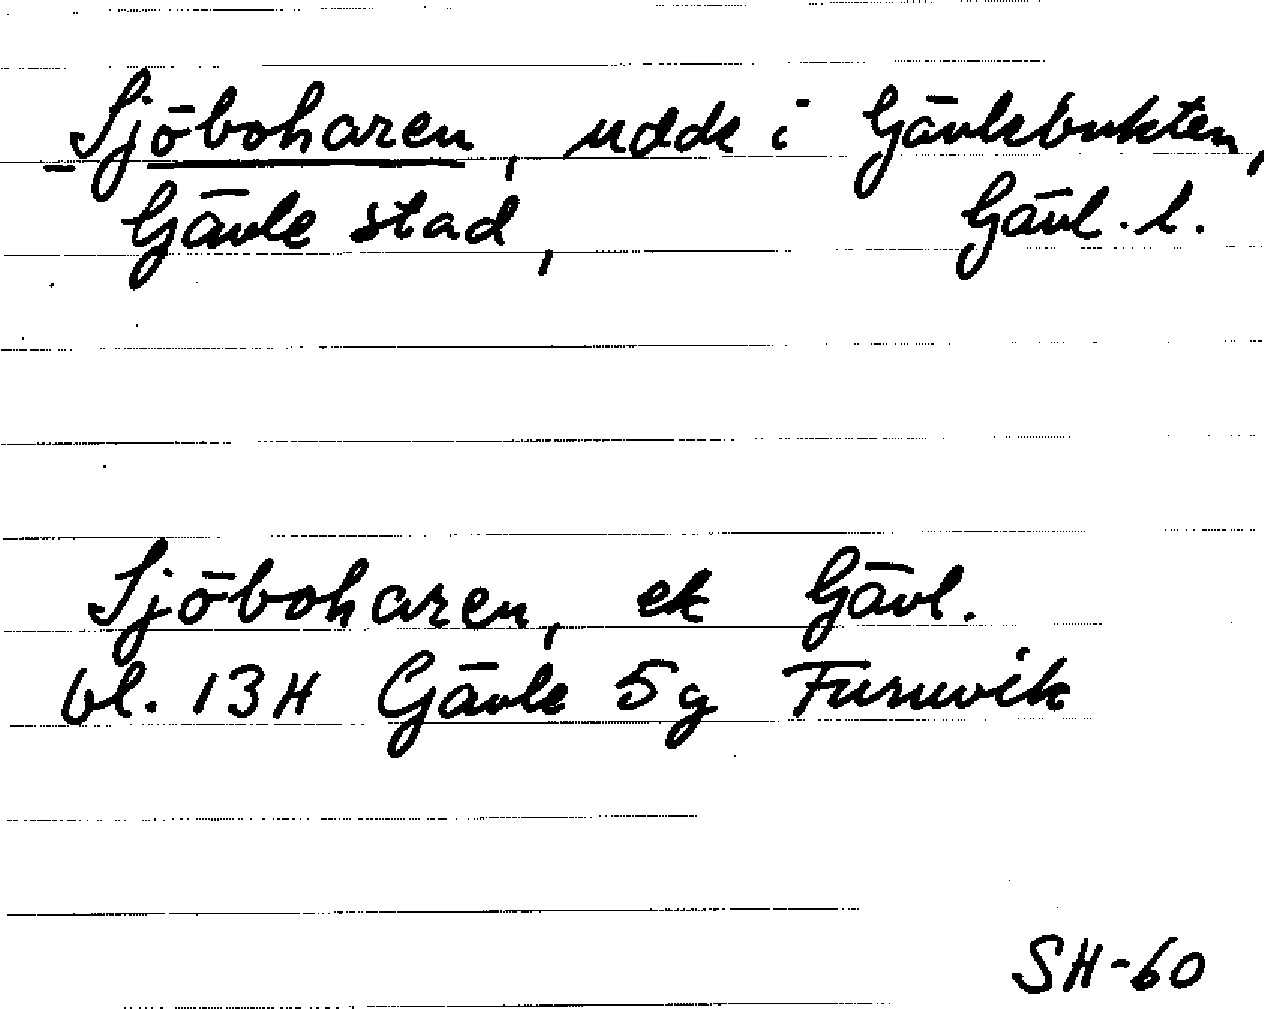 Sjöboharen, udde i Gävlebukten,
Gävle stad, Gävl. l.
Sjöboharen, ek Gävl.
bl. 13H Gävle 5g Furuvik
SH-60